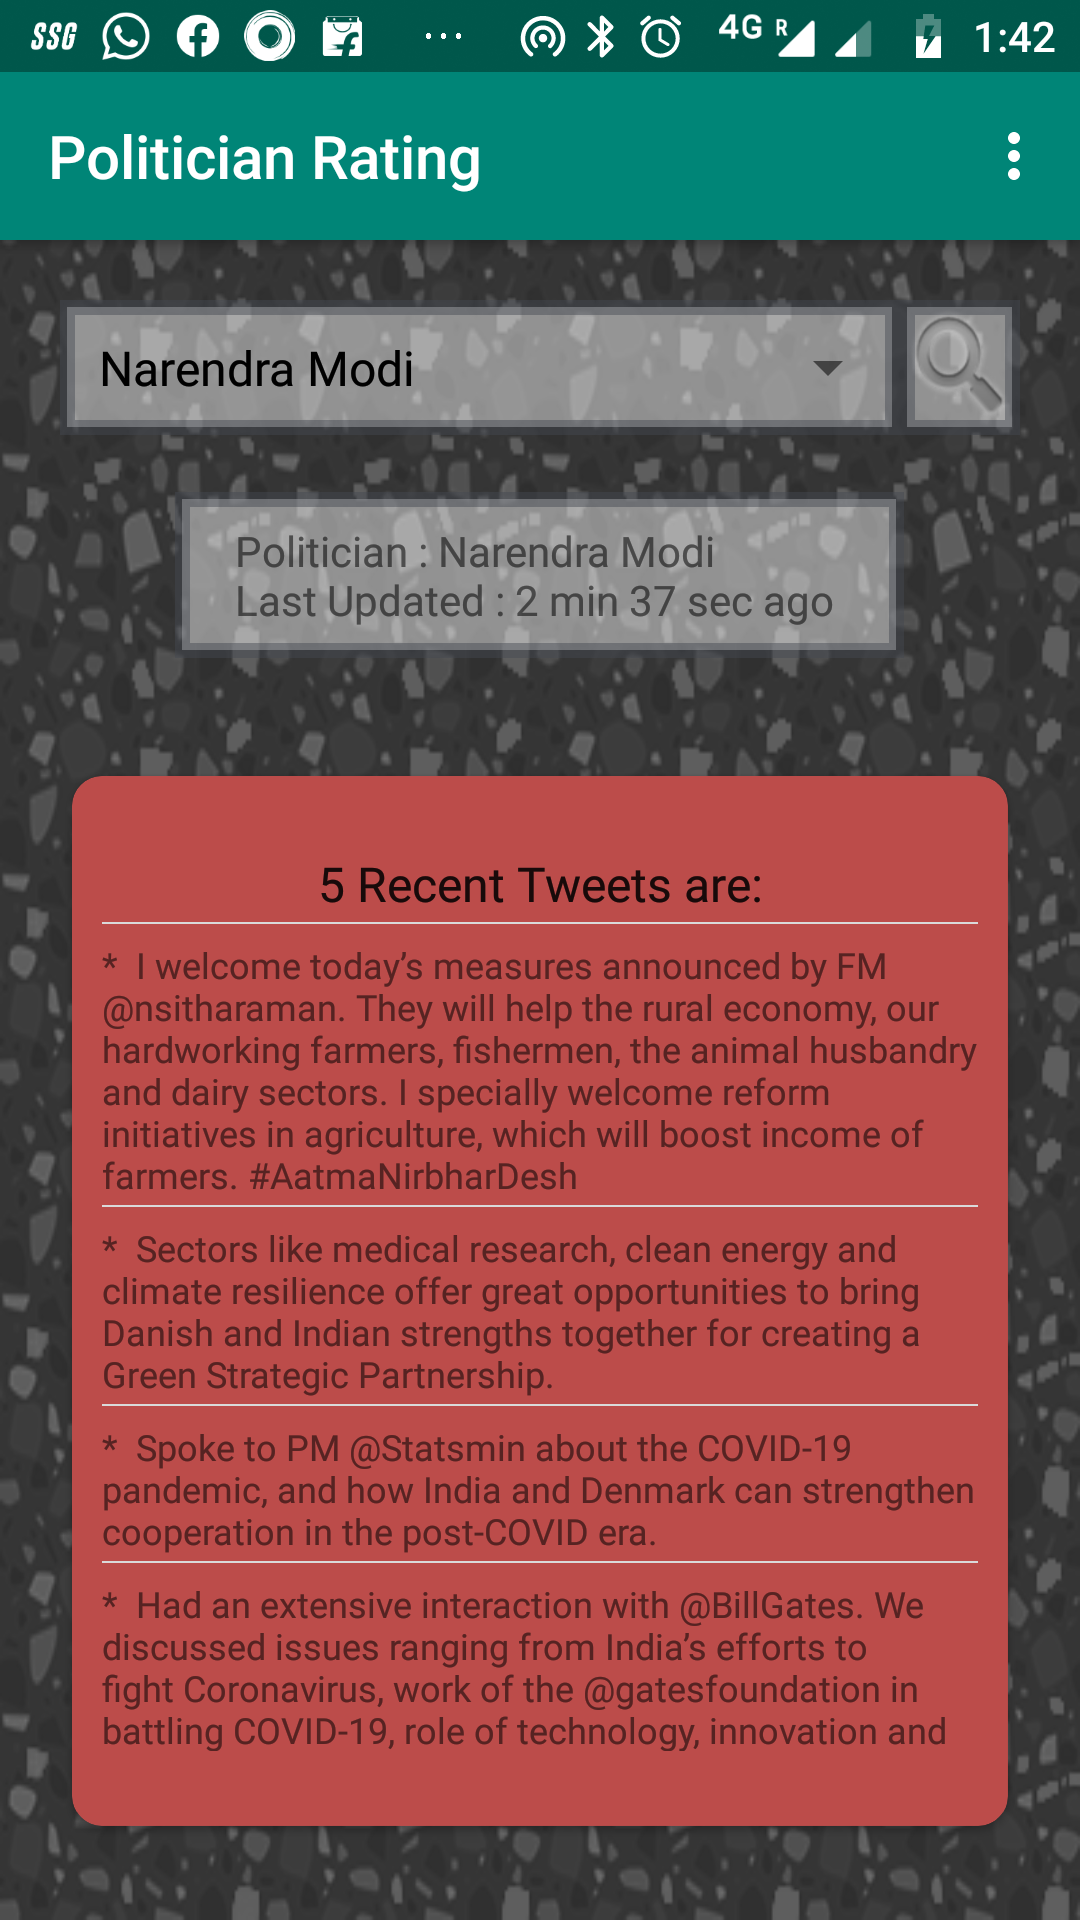 SSG
4G R 1:42
Politician Rating
Narendra Modi
Politician : Narendra Modi
Last Updated : 2 min 37 sec ago
5 Recent Tweets are:
* I welcome today’s measures announced by FM
@nsitharaman. They will help the rural economy, our
hardworking farmers, fishermen, the animal husbandry
and dairy sectors. I specially welcome reform
initiatives in agriculture, which will boost income of
farmers. #AatmaNirbharDesh
* Sectors like medical research, clean energy and
climate resilience offer great opportunities to bring
Danish and Indian strengths together for creating a
Green Strategic Partnership.
* Spoke to PM @Statsmin about the COVID-19
pandemic, and how India and Denmark can strengthen
cooperation in the post-COVID era.
* Had an extensive interaction with @BillGates. We
discussed issues ranging from India’s efforts to
fight Coronavirus, work of the @gatesfoundation in
battling COVID-19, role of technology, innovation and